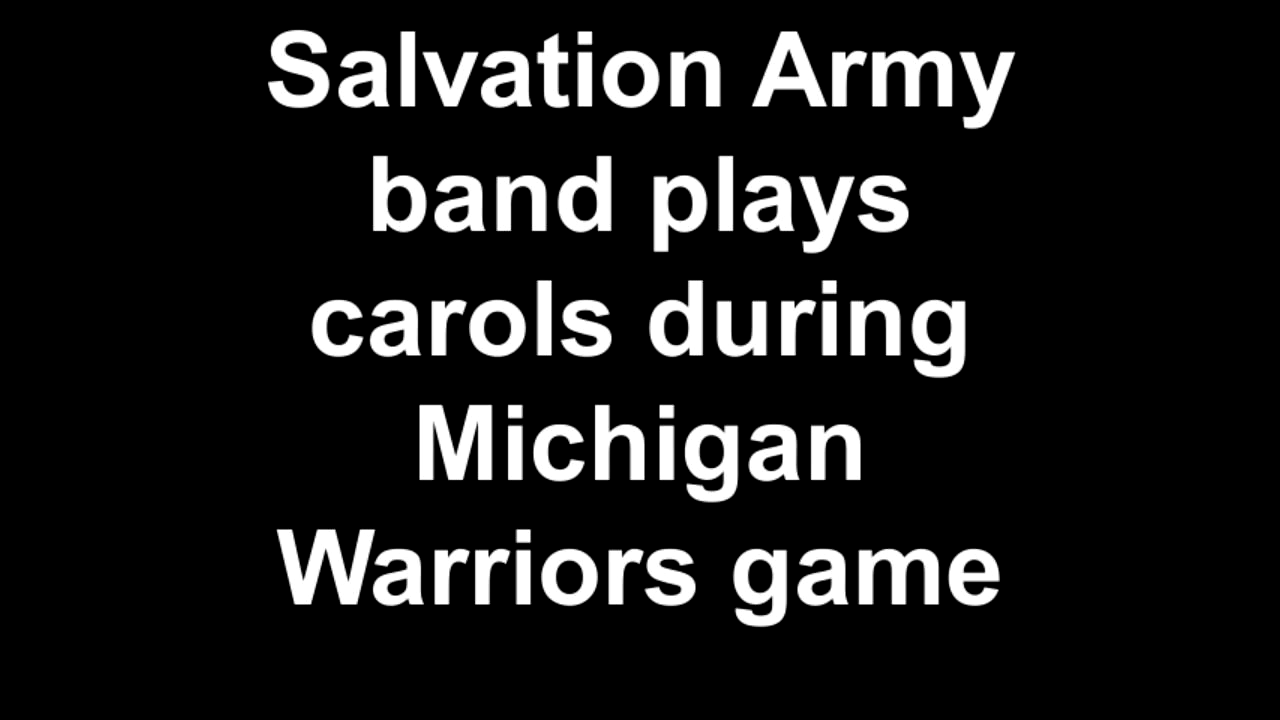 Salvation Army
band plays
carols during
Michigan
Warriors game